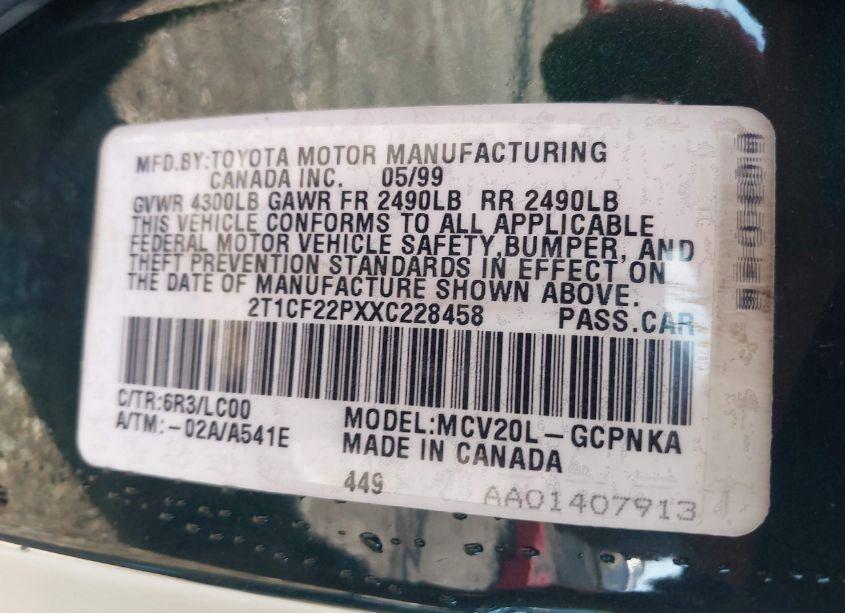 MFD.BY:TOYOTA MOTOR MANUFACTURING
CANADA INC. 05/99
GVWR 4300LB GAWR FR 2490LB RR 2490LB
THIS VEHICLE CONFORMS TO ALL APPLICABLE
FEDERAL MOTOR VEHICLE SAFETY,BUMPER, AND
THEFT PREVENTION STANDARDS IN EFFECT ON
THE DATE OF MANUFACTURE SHOWN ABOVE.
2T1CF22PXXC228458 PASS.CAR
C/TR:6R3/LC00
A/TM:-02A/A541E
MODEL:MCV20L-GCPNKA
MADE IN CANADA
449
AA01407913